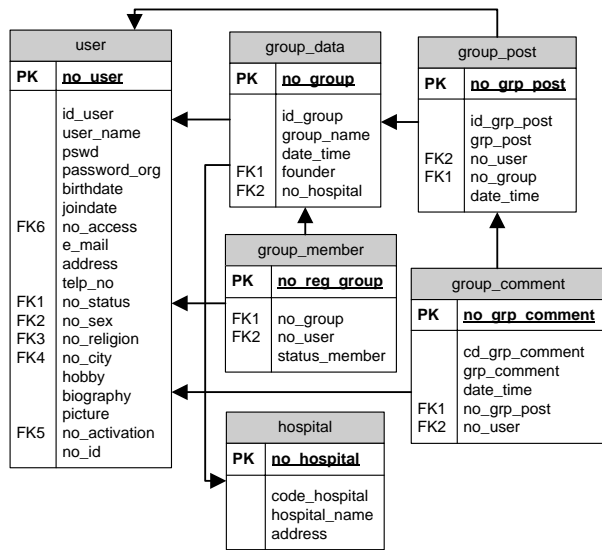 user
PK no_user
id_user
user_name
pswd
password_org
birthdate
joindate
FK6 no_access
e_mail
address
telp_no
FK1 no_status
FK2 no_sex
FK3 no_religion
FK4 no_city
hobby
biography
picture
FK5 no_activation
no_id
group_data
PK no_group
id_group
group_name
date_time
FK1 founder
FK2 no_hospital
group_post
PK no_grp_post
id_grp_post
grp_post
FK2 no_user
FK1 no_group
date_time
group_member
PK no_reg_group
FK1 no_group
FK2 no_user
status_member
group_comment
PK no_grp_comment
cd_grp_comment
grp_comment
date_time
FK1 no_grp_post
FK2 no_user
hospital
PK no_hospital
code_hospital
hospital_name
address